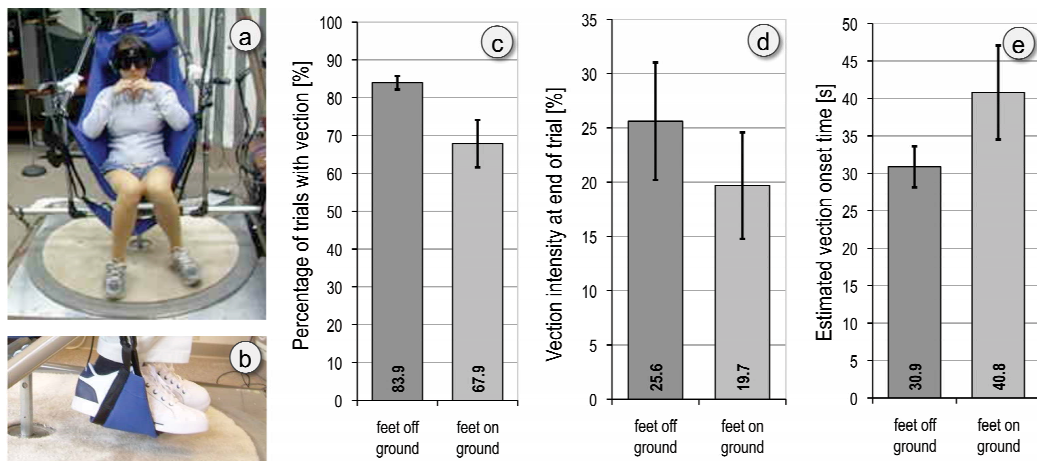 a
b
c
Percentage of trials with vection [%]
100
90
80
70
60
50
40
30
20
10
0
83.9
67.9
feet off
ground
feet on
ground
d
Vection intensity at end of trial [%]
35
30
25
20
15
10
5
0
25.6
19.7
feet off
ground
feet on
ground
e
Estimated vection onset time [s]
50
45
40
35
30
25
20
15
10
5
0
30.9
40.8
feet off
ground
feet on
ground